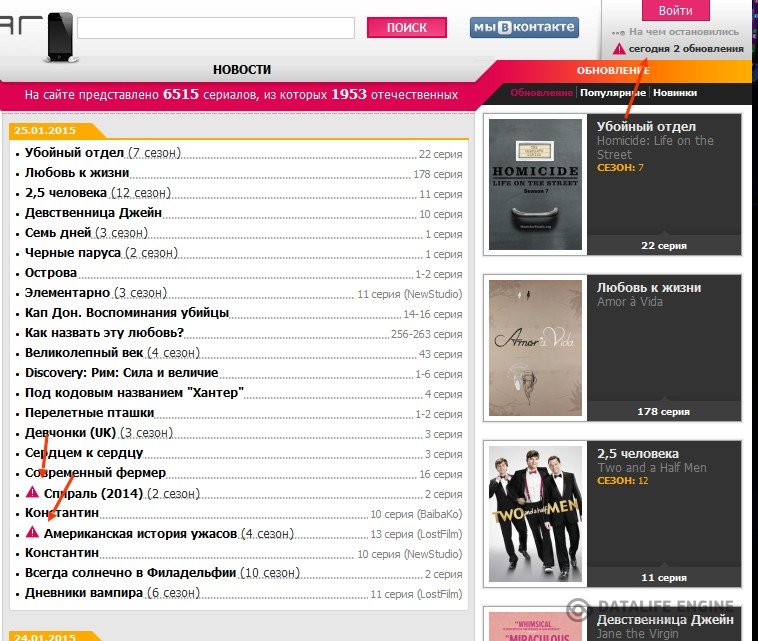 ПОИСК
мы В контакте
Войти
На чем остановились
сегодня 2 обновления
НОВОСТИ
ОБНОВЛЕНИЕ
На сайте представлено 6515 сериалов, из которых 1953 отечественных
Обновление Популярные Новинки
25.01.2015
Убойный отдел (7 сезон) 22 серия
Любовь к жизни 178 серия
2,5 человека (12 сезон) 11 серия
Девственница Джейн 10 серия
Семь дней (3 сезон) 1 серия
Черные паруса (2 сезон) 1 серия
Острова 1-2 серия
Элементарно (3 сезон) 11 серия (NewStudio)
Кап Дон. Воспоминания убийцы 14-16 серия
Как назвать эту любовь? 256-263 серия
Великолепный век (4 сезон) 43 серия
Discovery: Рим: Сила и величие 1-6 серия
Под кодовым названием "Хантер" 4 серия
Перелетные пташки 1-2 серия
Девчонки (UK) (3 сезон) 3 серия
Сердцем к сердцу 3 серия
Современный фермер 16 серия
Спираль (2014) (2 сезон) 2 серия
Константин 10 серия (BaibaKo)
Американская история ужасов (4 сезон) 13 серия (LostFilm)
Константин 10 серия (NewStudio)
Всегда солнечно в Филадельфии (10 сезон) 2 серия
Дневники вампира (6 сезон) 11 серия (LostFilm)
24.01.2015
HOMICIDE
LIFE ON THE STREET
Season 7
Убойный отдел
Homicide: Life on the
Street
СЕЗОН: 7
22 серия
Amor à Vida
Любовь к жизни
Amor à Vida
178 серия
TWO and a half MEN
2,5 человека
Two and a Half Men
СЕЗОН: 12
11 серия
"WHIMSICAL...
MIRACULOUS
Девственница Джейн
Jane the Virgin
DATALIFE ENGINE